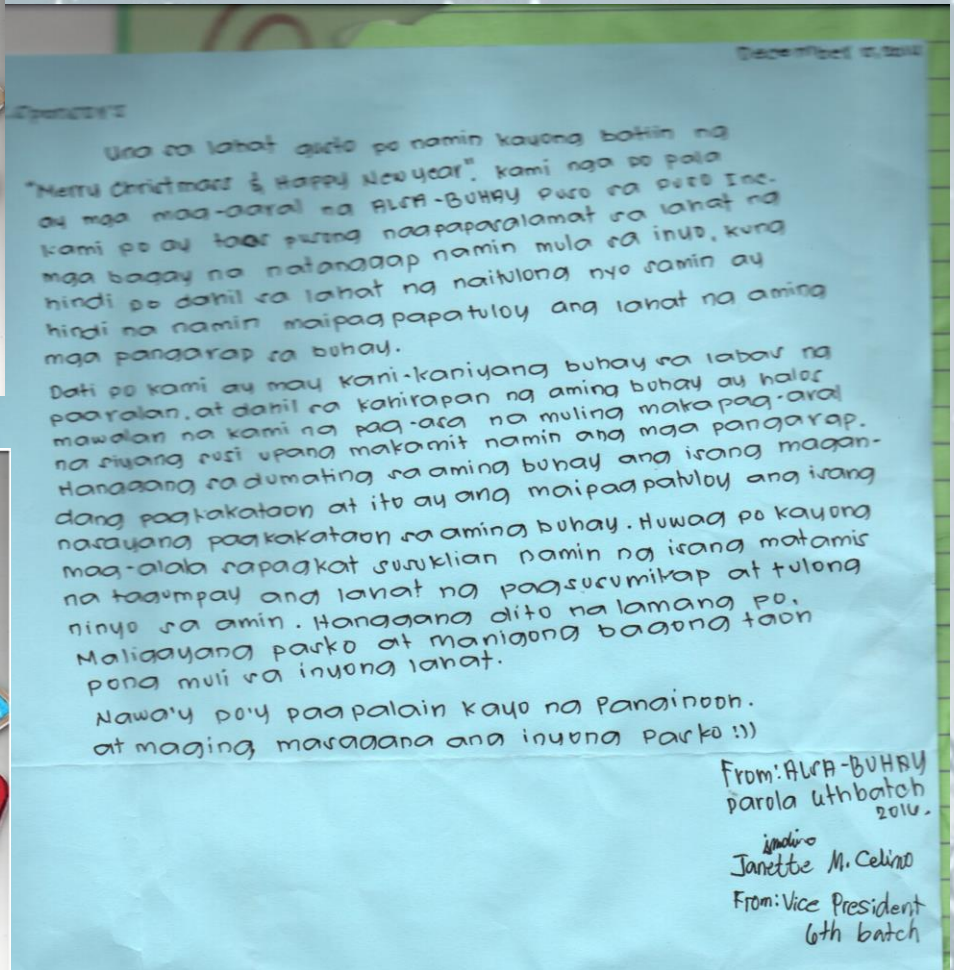 December
Sponsors
Una sa lahat gusto po namin kayong batiin ng
"Merry Christmass & Happy New year". Kami nga po pala
ay mga mag-aaral na ALSA-BUHAY Puso sa Puso Inc.
kami po ay taos pusong nagpapasalamat sa lahat ng
mga bagay na natanggap namin mula sa inyo, kung
hindi po dahil sa lahat ng naitulong nyo samin ay
hindi na namin maipagpapatuloy ang lahat ng aming
mga pangarap sa buhay.
Dati po kami ay may kani-kaniyang buhay sa labas ng
paaralan, at dahil sa kahirapan ng aming buhay ay halos
mawalan na kami ng pag-asa na muling makapag-aral
na siyang susi upang makamit namin ang mga pangarap.
Hanggang sa dumating sa aming buhay ang isang magan-
dang pagkakataon at ito ay ang maipagpatuloy ang isang
nasayang pagkakataon sa aming buhay. Huwag po kayong
mag-alala sapagkat susuklian namin ng isang matamis
na tagumpay ang lahat ng pagsusumikap at tulong
ninyo sa amin. Hanggang dito na lamang po,
Maligayang pasko at Manigong bagong taon
pong muli sa inyong lahat.
Nawa'y po'y pagpalain kayo ng Panginoon.
at maging masagana ang inyong Pasko :))
From: ALSA-BUHAY
parola 6thbatch
2016.
Janette M. Celino
From: Vice President
6th batch